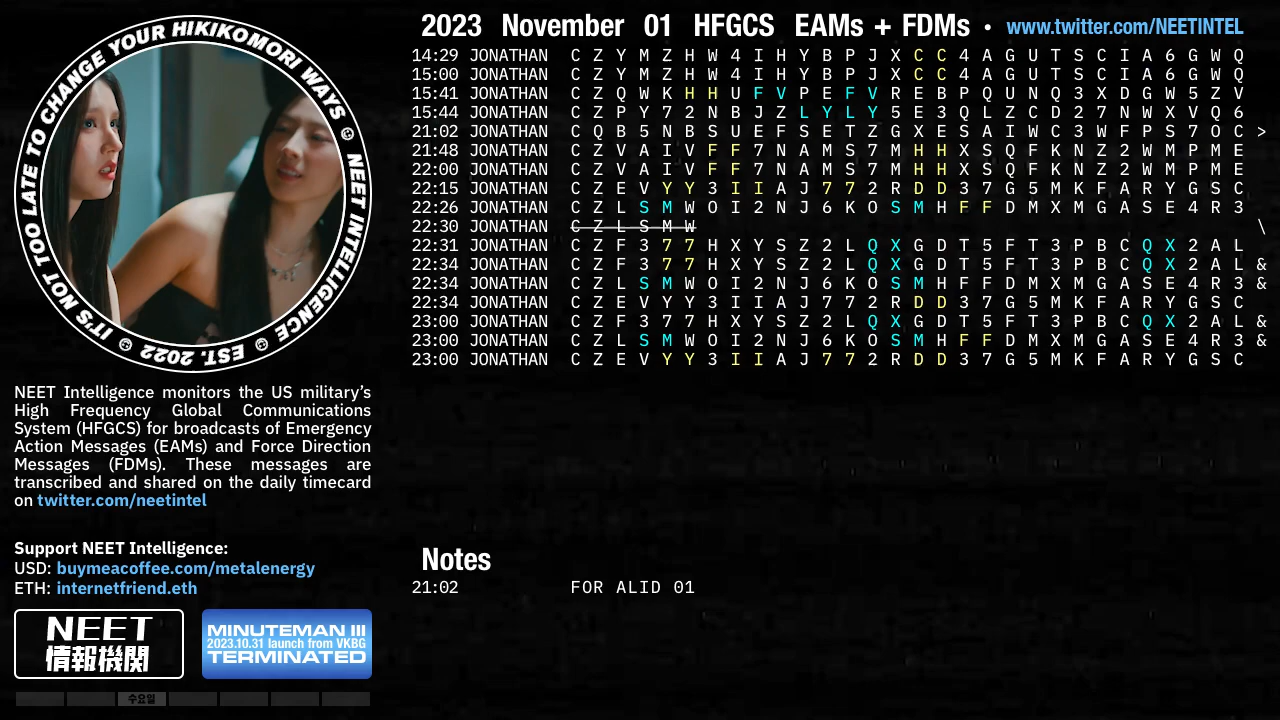 IT'S NOT TOO LATE TO CHANGE YOUR HIKIKOMORI WAYS ☺ NEET INTELLIGENCE ☺ EST. 2022 ☺
NEET Intelligence monitors the US military's
High Frequency Global Communications
System (HFGCS) for broadcasts of Emergency
Action Messages (EAMs) and Force Direction
Messages (FDMs). These messages are
transcribed and shared on the daily timecard
on twitter.com/neetintel
Support NEET Intelligence:
USD: buymeacoffee.com/metalenergy
ETH: internetfriend.eth
NEET
情報機関
MINUTEMAN III
2023.10.31 launch from VKBG
TERMINATED
수요일
2023 November 01 HFGCS EAMs + FDMs • www.twitter.com/NEETINTEL
14:29 JONATHAN C Z Y M Z H W 4 I H Y B P J X C C 4 A G U T S C I A 6 G W Q
15:00 JONATHAN C Z Y M Z H W 4 I H Y B P J X C C 4 A G U T S C I A 6 G W Q
15:41 JONATHAN C Z Q W K H H U F V P E F V R E B P Q U N Q 3 X D G W 5 Z V
15:44 JONATHAN C Z P Y 7 2 N B J Z L Y L Y 5 E 3 Q L Z C D 2 7 N W X V Q 6
21:02 JONATHAN C Q B 5 N B S U E F S E T Z G X E S A I W C 3 W F P S 7 O C >
21:48 JONATHAN C Z V A I V F F 7 N A M S 7 M H H X S Q F K N Z 2 W M P M E
22:00 JONATHAN C Z V A I V F F 7 N A M S 7 M H H X S Q F K N Z 2 W M P M E
22:15 JONATHAN C Z E V Y Y 3 I I A J 7 7 2 R D D 3 7 G 5 M K F A R Y G S C
22:26 JONATHAN C Z L S M W O I 2 N J 6 K O S M H F F D M X M G A S E 4 R 3
22:30 JONATHAN C Z L S M W \
22:31 JONATHAN C Z F 3 7 7 H X Y S Z 2 L Q X G D T 5 F T 3 P B C Q X 2 A L
22:34 JONATHAN C Z F 3 7 7 H X Y S Z 2 L Q X G D T 5 F T 3 P B C Q X 2 A L &
22:34 JONATHAN C Z L S M W O I 2 N J 6 K O S M H F F D M X M G A S E 4 R 3 &
22:34 JONATHAN C Z E V Y Y 3 I I A J 7 7 2 R D D 3 7 G 5 M K F A R Y G S C
23:00 JONATHAN C Z F 3 7 7 H X Y S Z 2 L Q X G D T 5 F T 3 P B C Q X 2 A L &
23:00 JONATHAN C Z L S M W O I 2 N J 6 K O S M H F F D M X M G A S E 4 R 3 &
23:00 JONATHAN C Z E V Y Y 3 I I A J 7 7 2 R D D 3 7 G 5 M K F A R Y G S C
Notes
21:02 FOR ALID 01